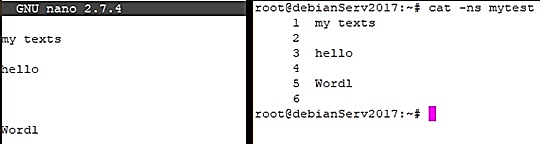 GNU nano 2.7.4
my texts
hello
Wordl
root@debianServ2017:~# cat -ns mytest
1 my texts
2
3 hello
4
5 Wordl
6
root@debianServ2017:~#